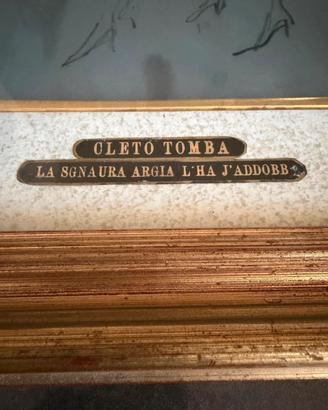 CLETO TOMBA
LA SGNAURA ARGIA L'HA J'ADDOBB